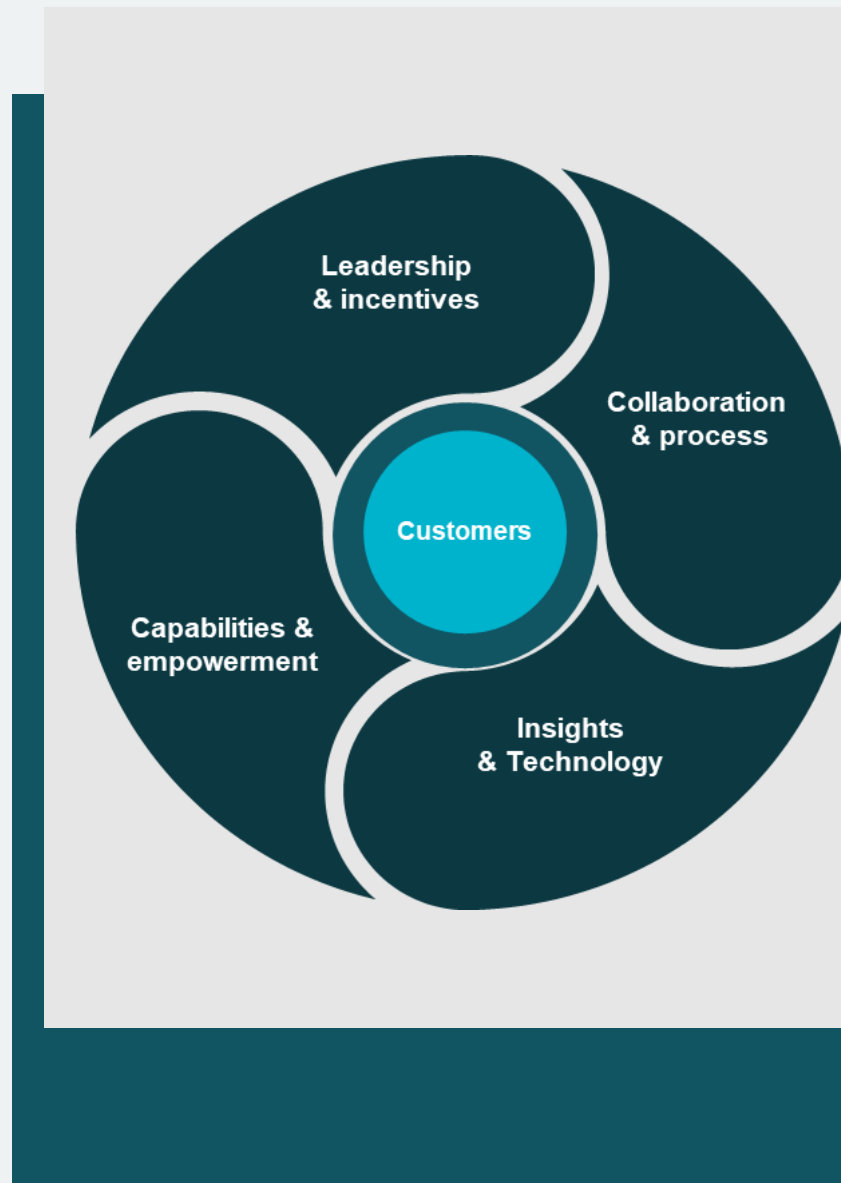 Leadership
& incentives
Collaboration
& process
Customers
Capabilities &
empowerment
Insights
& Technology